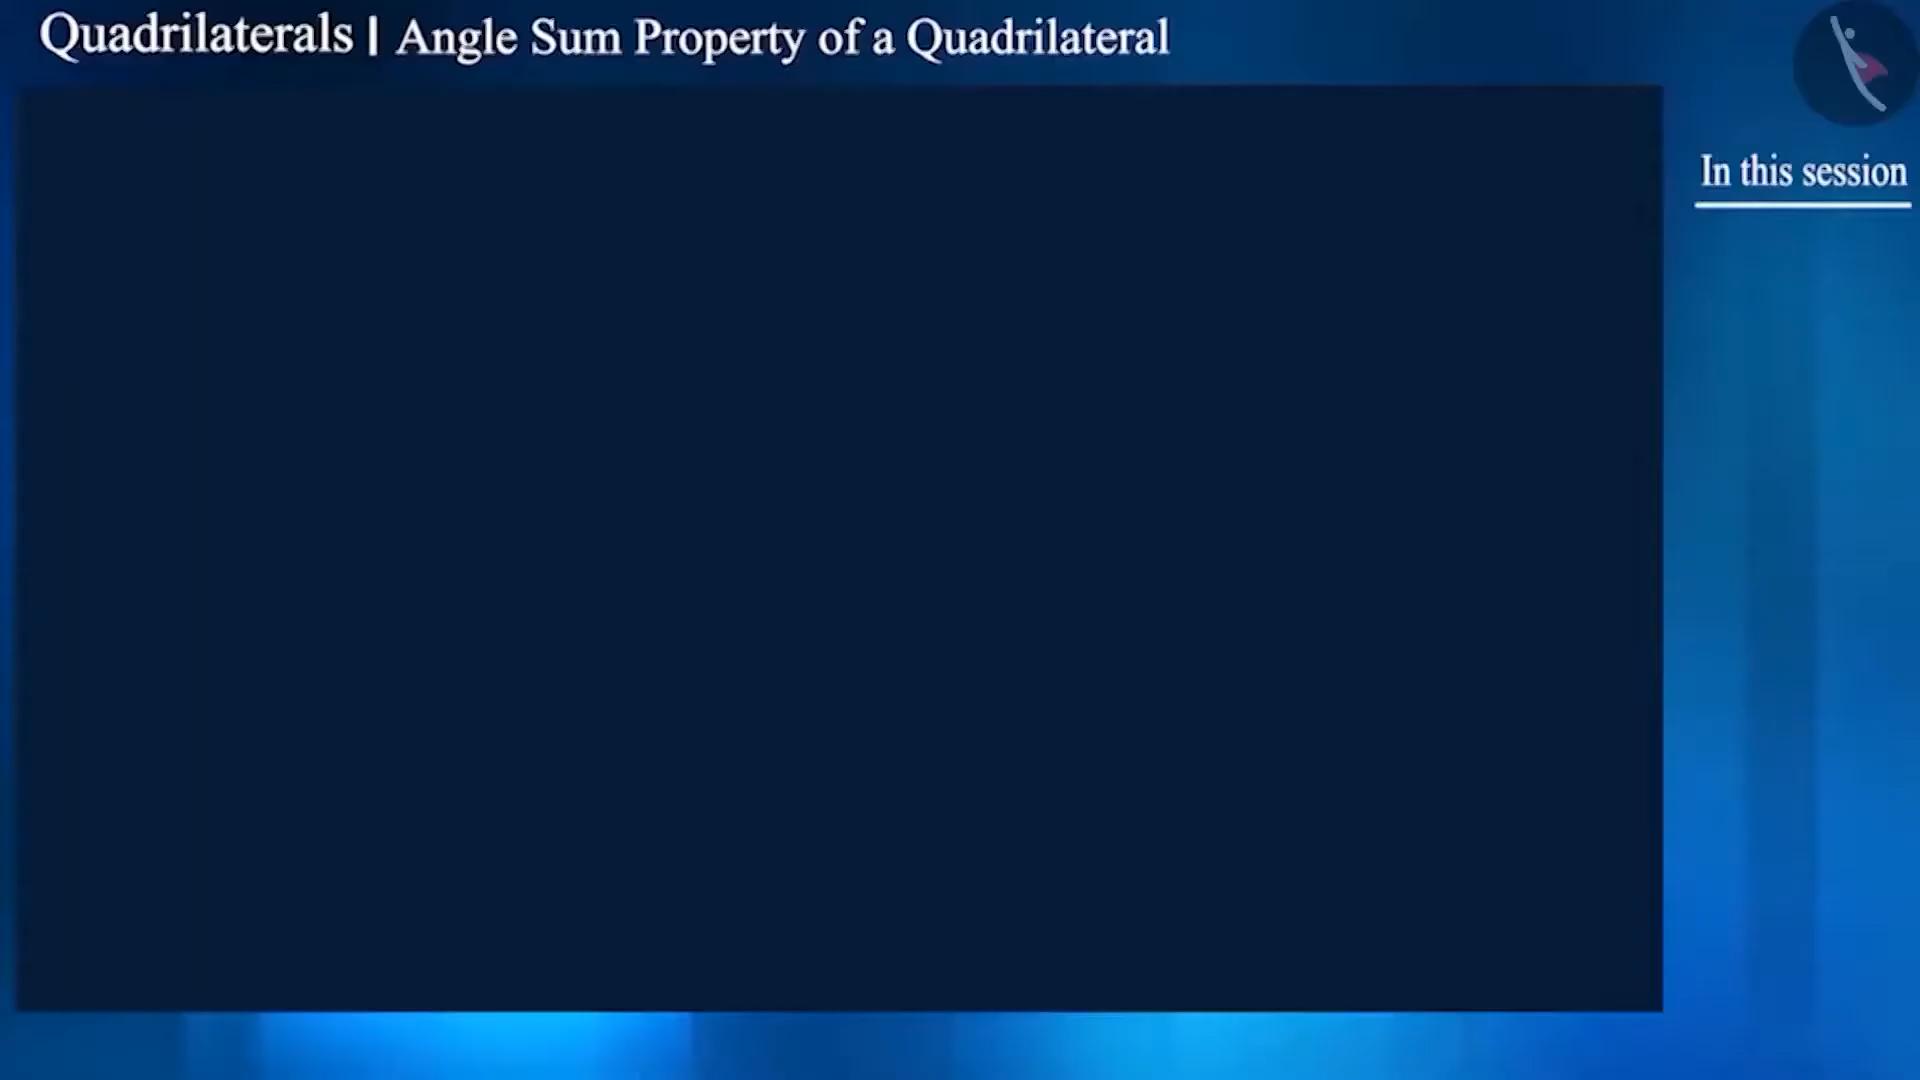 Quadrilaterals | Angle Sum Property of a Quadrilateral
In this session